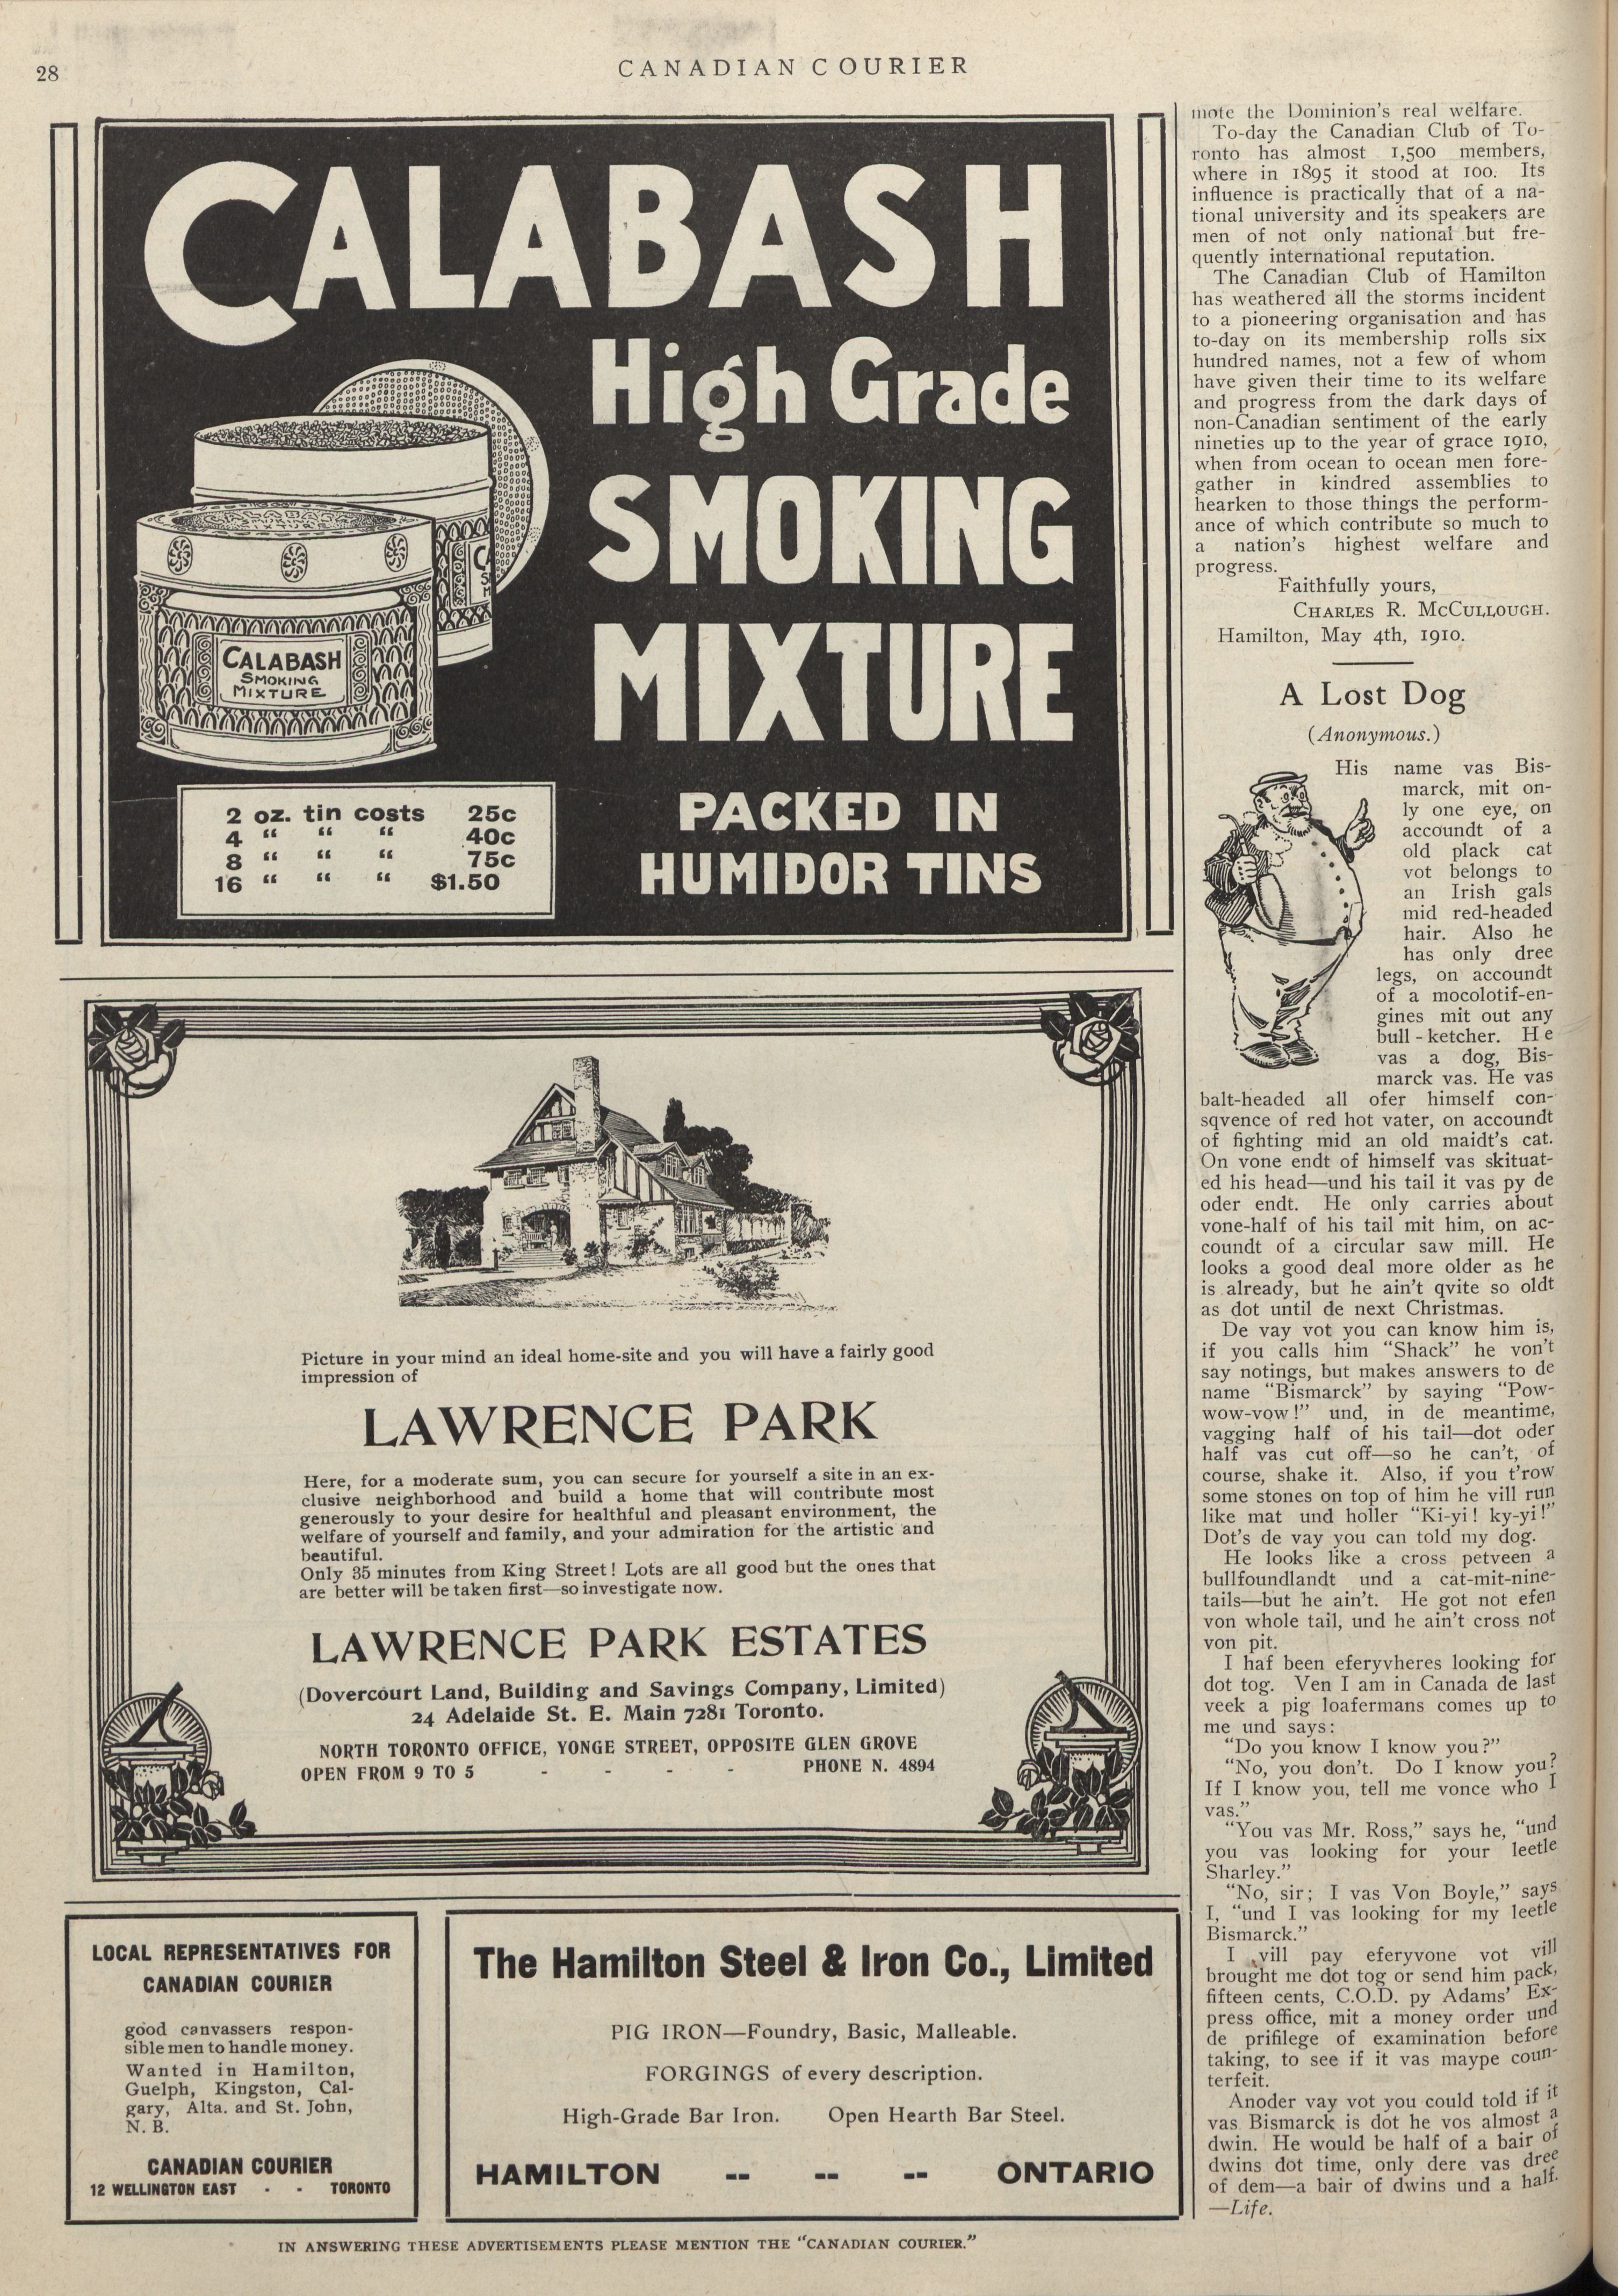 28
CANADIAN COURIER
CALABASH
High Grade
SMOKING
MIXTURE
CALABASH
SMOKING
MIXTURE
2 oz. tin costs 25c
4 “ “ “ 40c
8 “ “ “ 75c
16 “ “ “ $1.50
PACKED IN
HUMIDOR TINS
Picture in your mind an ideal home-site and you will have a fairly good
impression of
LAWRENCE PARK
Here, for a moderate sum, you can secure for yourself a site in an ex-
clusive neighborhood and build a home that will contribute most
generously to your desire for healthful and pleasant environment, the
welfare of yourself and family, and your admiration for the artistic and
beautiful.
Only 35 minutes from King Street! Lots are all good but the ones that
are better will be taken first—so investigate now.
LAWRENCE PARK ESTATES
(Dovercourt Land, Building and Savings Company, Limited)
24 Adelaide St. E. Main 7281 Toronto.
NORTH TORONTO OFFICE, YONGE STREET, OPPOSITE GLEN GROVE
OPEN FROM 9 TO 5 - - - - PHONE N. 4894
LOCAL REPRESENTATIVES FOR
CANADIAN COURIER
good canvassers respon-
sible men to handle money.
Wanted in Hamilton,
Guelph, Kingston, Cal-
gary, Alta. and St. John,
N. B.
CANADIAN COURIER
12 WELLINGTON EAST - - TORONTO
The Hamilton Steel & Iron Co., Limited
PIG IRON—Foundry, Basic, Malleable.
FORGINGS of every description.
High-Grade Bar Iron. Open Hearth Bar Steel.
HAMILTON -- -- -- ONTARIO
mote the Dominion's real welfare.
To-day the Canadian Club of To-
ronto has almost 1,500 members,
where in 1895 it stood at 100. Its
influence is practically that of a na-
tional university and its speakers are
men of not only national but fre-
quently international reputation.
The Canadian Club of Hamilton
has weathered all the storms incident
to a pioneering organisation and has
to-day on its membership rolls six
hundred names, not a few of whom
have given their time to its welfare
and progress from the dark days of
non-Canadian sentiment of the early
nineties up to the year of grace 1910,
when from ocean to ocean men fore-
gather in kindred assemblies to
hearken to those things the perform-
ance of which contribute so much to
a nation's highest welfare and
progress.
Faithfully yours,
CHARLES R. MCCULLOUGH.
Hamilton, May 4th, 1910.
A Lost Dog
(Anonymous.)
His name vas Bis-
marck, mit on-
ly one eye, on
accoundt of a
old plack cat
vot belongs to
an Irish gals
mid red-headed
hair. Also he
has only dree
legs, on accoundt
of a mocolotif-en-
gines mit out any
bull-ketcher. He
vas a dog, Bis-
marck vas. He vas
balt-headed all ofer himself con-
sqvence of red hot vater, on accoundt
of fighting mid an old maidt's cat.
On vone endt of himself vas skituat-
ed his head—und his tail it vas py de
oder endt. He only carries about
vone-half of his tail mit him, on ac-
coundt of a circular saw mill. He
looks a good deal more older as he
is already, but he ain't qvite so oldt
as dot until de next Christmas.
De vay vot you can know him is,
if you calls him “Shack” he von't
say notings, but makes answers to de
name “Bismarck” by saying “Pow-
wow-vow!” und, in de meantime,
vagging half of his tail—dot oder
half vas cut off—so he can't, of
course, shake it. Also, if you t'row
some stones on top of him he vill run
like mat und holler “Ki-yi! ky-yi!”
Dot's de vay you can told my dog.
He looks like a cross petveen a
bullfoundlandt und a cat-mit-nine-
tails—but he ain't. He got not efen
von whole tail, und he ain't cross not
von pit.
I haf been eferyvheres looking for
dot tog. Ven I am in Canada de last
veek a pig loafermans comes up to
me und says:
“Do you know I know you?”
“No, you don't. Do I know you?
If I know you, tell me vonce who I
vas.”
“You vas Mr. Ross,” says he, “und
you vas looking for your leetle
Sharley.”
“No, sir; I vas Von Boyle,” says
I, “und I vas looking for my leetle
Bismarck.”
I vill pay eferyvone vot vill
brought me dot tog or send him pack,
fifteen cents, C.O.D. py Adams' Ex-
press office, mit a money order und
de prifilege of examination before
taking, to see if it vas maype coun-
terfeit.
Anoder vay vot you could told if it
vas Bismarck is dot he vos almost a
dwin. He would be half of a bair of
dwins dot time, only dere vas dree
of dem—a bair of dwins und a half.
—Life.
IN ANSWERING THESE ADVERTISEMENTS PLEASE MENTION THE “CANADIAN COURIER.”